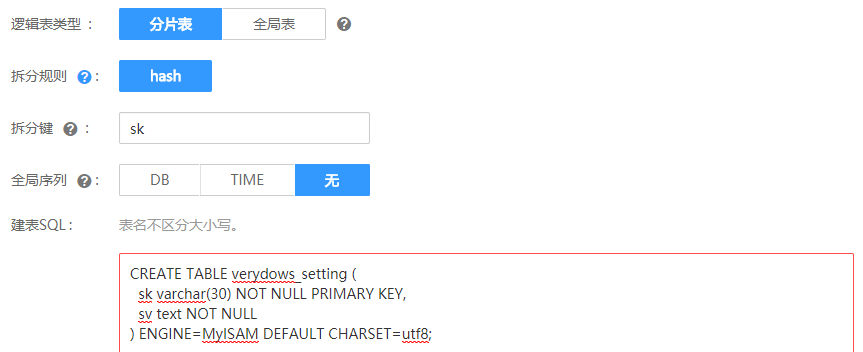 逻辑表类型 ： 分片表 全局表 ?
拆分规则 ? ： hash
拆分键 ? ： sk
全局序列 ? ： DB TIME 无
建表SQL： 表名不区分大小写。
CREATE TABLE verydows_setting (
sk varchar(30) NOT NULL PRIMARY KEY,
sv text NOT NULL
) ENGINE=MyISAM DEFAULT CHARSET=utf8;